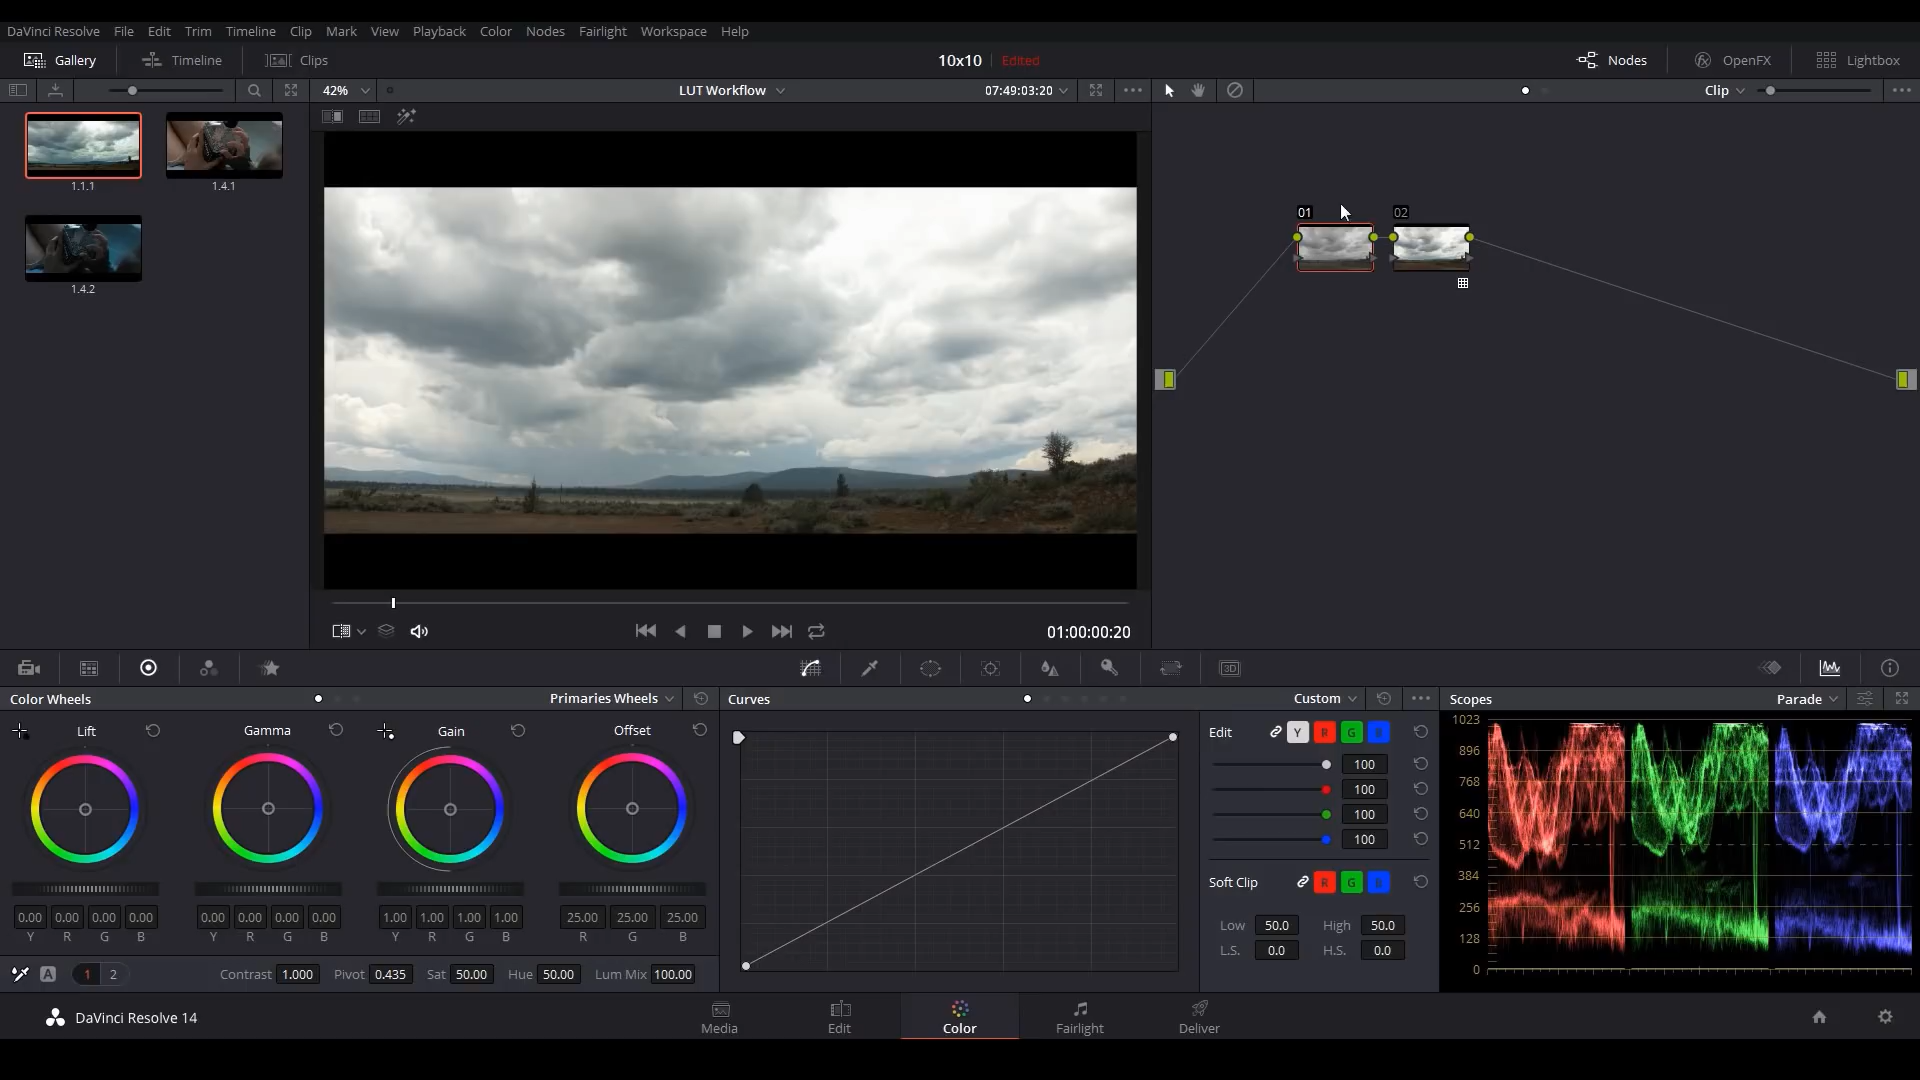 DaVinci Resolve File Edit Trim Timeline Clip Mark View Playback Color Nodes Fairlight Workspace Help
Gallery Timeline Clips 10x10 Edited Nodes OpenFX Lightbox
42% LUT Workflow 07:49:03:20 Clip
1.1.1 1.4.1
1.4.2
01 02
01:00:00:20
3D
Color Wheels Primaries Wheels Curves Custom Scopes Parade
Lift Gamma Gain Offset
0.00 0.00 0.00 0.00 0.00 0.00 0.00 0.00 1.00 1.00 1.00 1.00 25.00 25.00 25.00
Y R G B Y R G B Y R G B R G B
A 1 2 Contrast 1.000 Pivot 0.435 Sat 50.00 Hue 50.00 Lum Mix 100.00
Edit Y R G B
100
100
100
100
Soft Clip R G B
Low 50.0 High 50.0
L.S. 0.0 H.S. 0.0
1023
896
768
640
512
384
256
128
0
DaVinci Resolve 14 Media Edit Color Fairlight Deliver